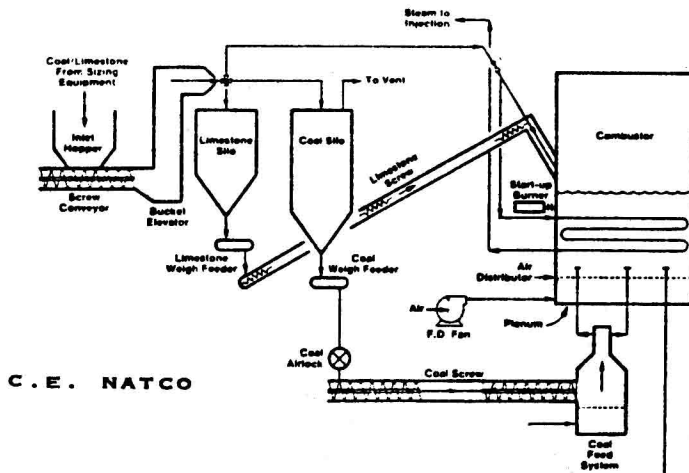 Steam to
Injection
Coal/Limestone
From Sizing
Equipment
To Vent
Inlet
Hopper
Limestone
Silo
Coal Silo
Combustor
Limestone
Screw
Start-up
Burner
Screw
Conveyor
Bucket
Elevator
Limestone
Weigh Feeder
Coal
Weigh Feeder
Air
Distributor
Air
F.D. Fan
Plenum
Coal
Airlock
Coal Screw
C.E. NATCO
Coal
Feed
System